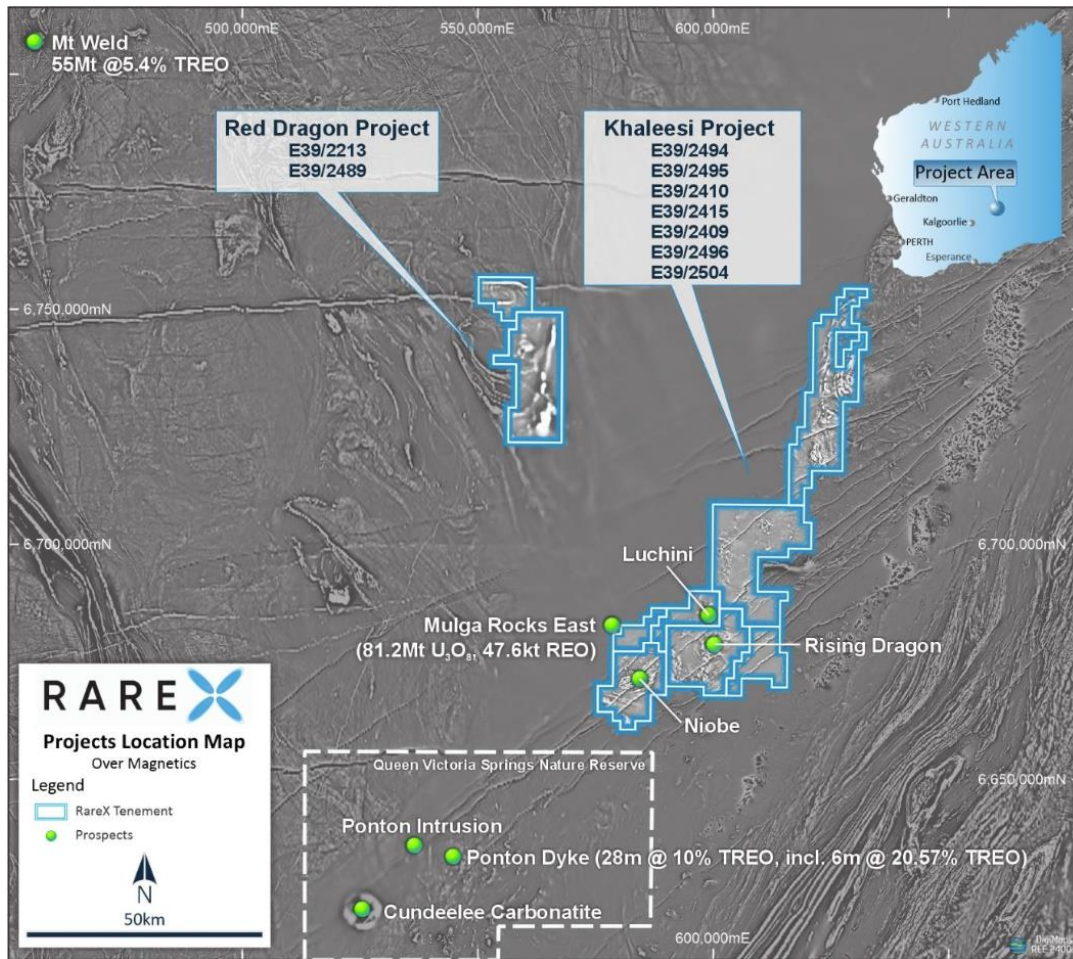 500,000mE
550,000mE
600,000mE
Mt Weld
55Mt @5.4% TREO
Red Dragon Project
E39/2213
E39/2489
Khaleesi Project
E39/2494
E39/2495
E39/2410
E39/2415
E39/2409
E39/2496
E39/2504
Port Hedland
WESTERN
AUSTRALIA
Project Area
Geraldton
Kalgoorlie
PERTH
Esperance
6,750,000mN
6,700,000mN
6,700,000mN
Luchini
Mulga Rocks East
(81.2Mt U₃O₈, 47.6kt REO)
Rising Dragon
Niobe
RAREX
Projects Location Map
Over Magnetics
Legend
RareX Tenement
Prospects
N
50km
Queen Victoria Springs Nature Reserve
6,650,000mN
Ponton Intrusion
Ponton Dyke (28m @ 10% TREO, incl. 6m @ 20.57% TREO)
Cundeelee Carbonatite
600,000mE